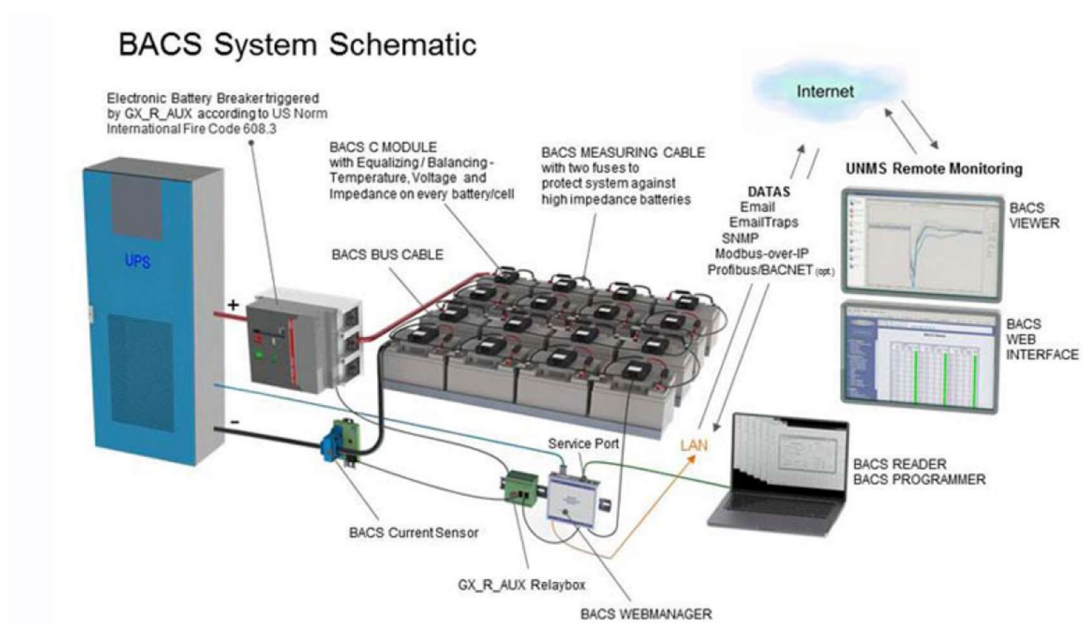 BACS System Schematic
Electronic Battery Breaker triggered
by GX_R_AUX according to US Norm
International Fire Code 608.3
BACS C MODULE
with Equalizing / Balancing -
Temperature, Voltage and
Impedance on every battery/cell
BACS MEASURING CABLE
with two fuses to
protect system against
high impedance batteries
Internet
UNMS Remote Monitoring
DATAS
Email
EmailTraps
SNMP
Modbus-over-IP
Profibus/BACNET (opt.)
BACS
VIEWER
BACS
WEB
INTERFACE
UPS
BACS BUS CABLE
+
-
Service Port
LAN
BACS READER
BACS PROGRAMMER
BACS Current Sensor
GX_R_AUX Relaybox
BACS WEBMANAGER